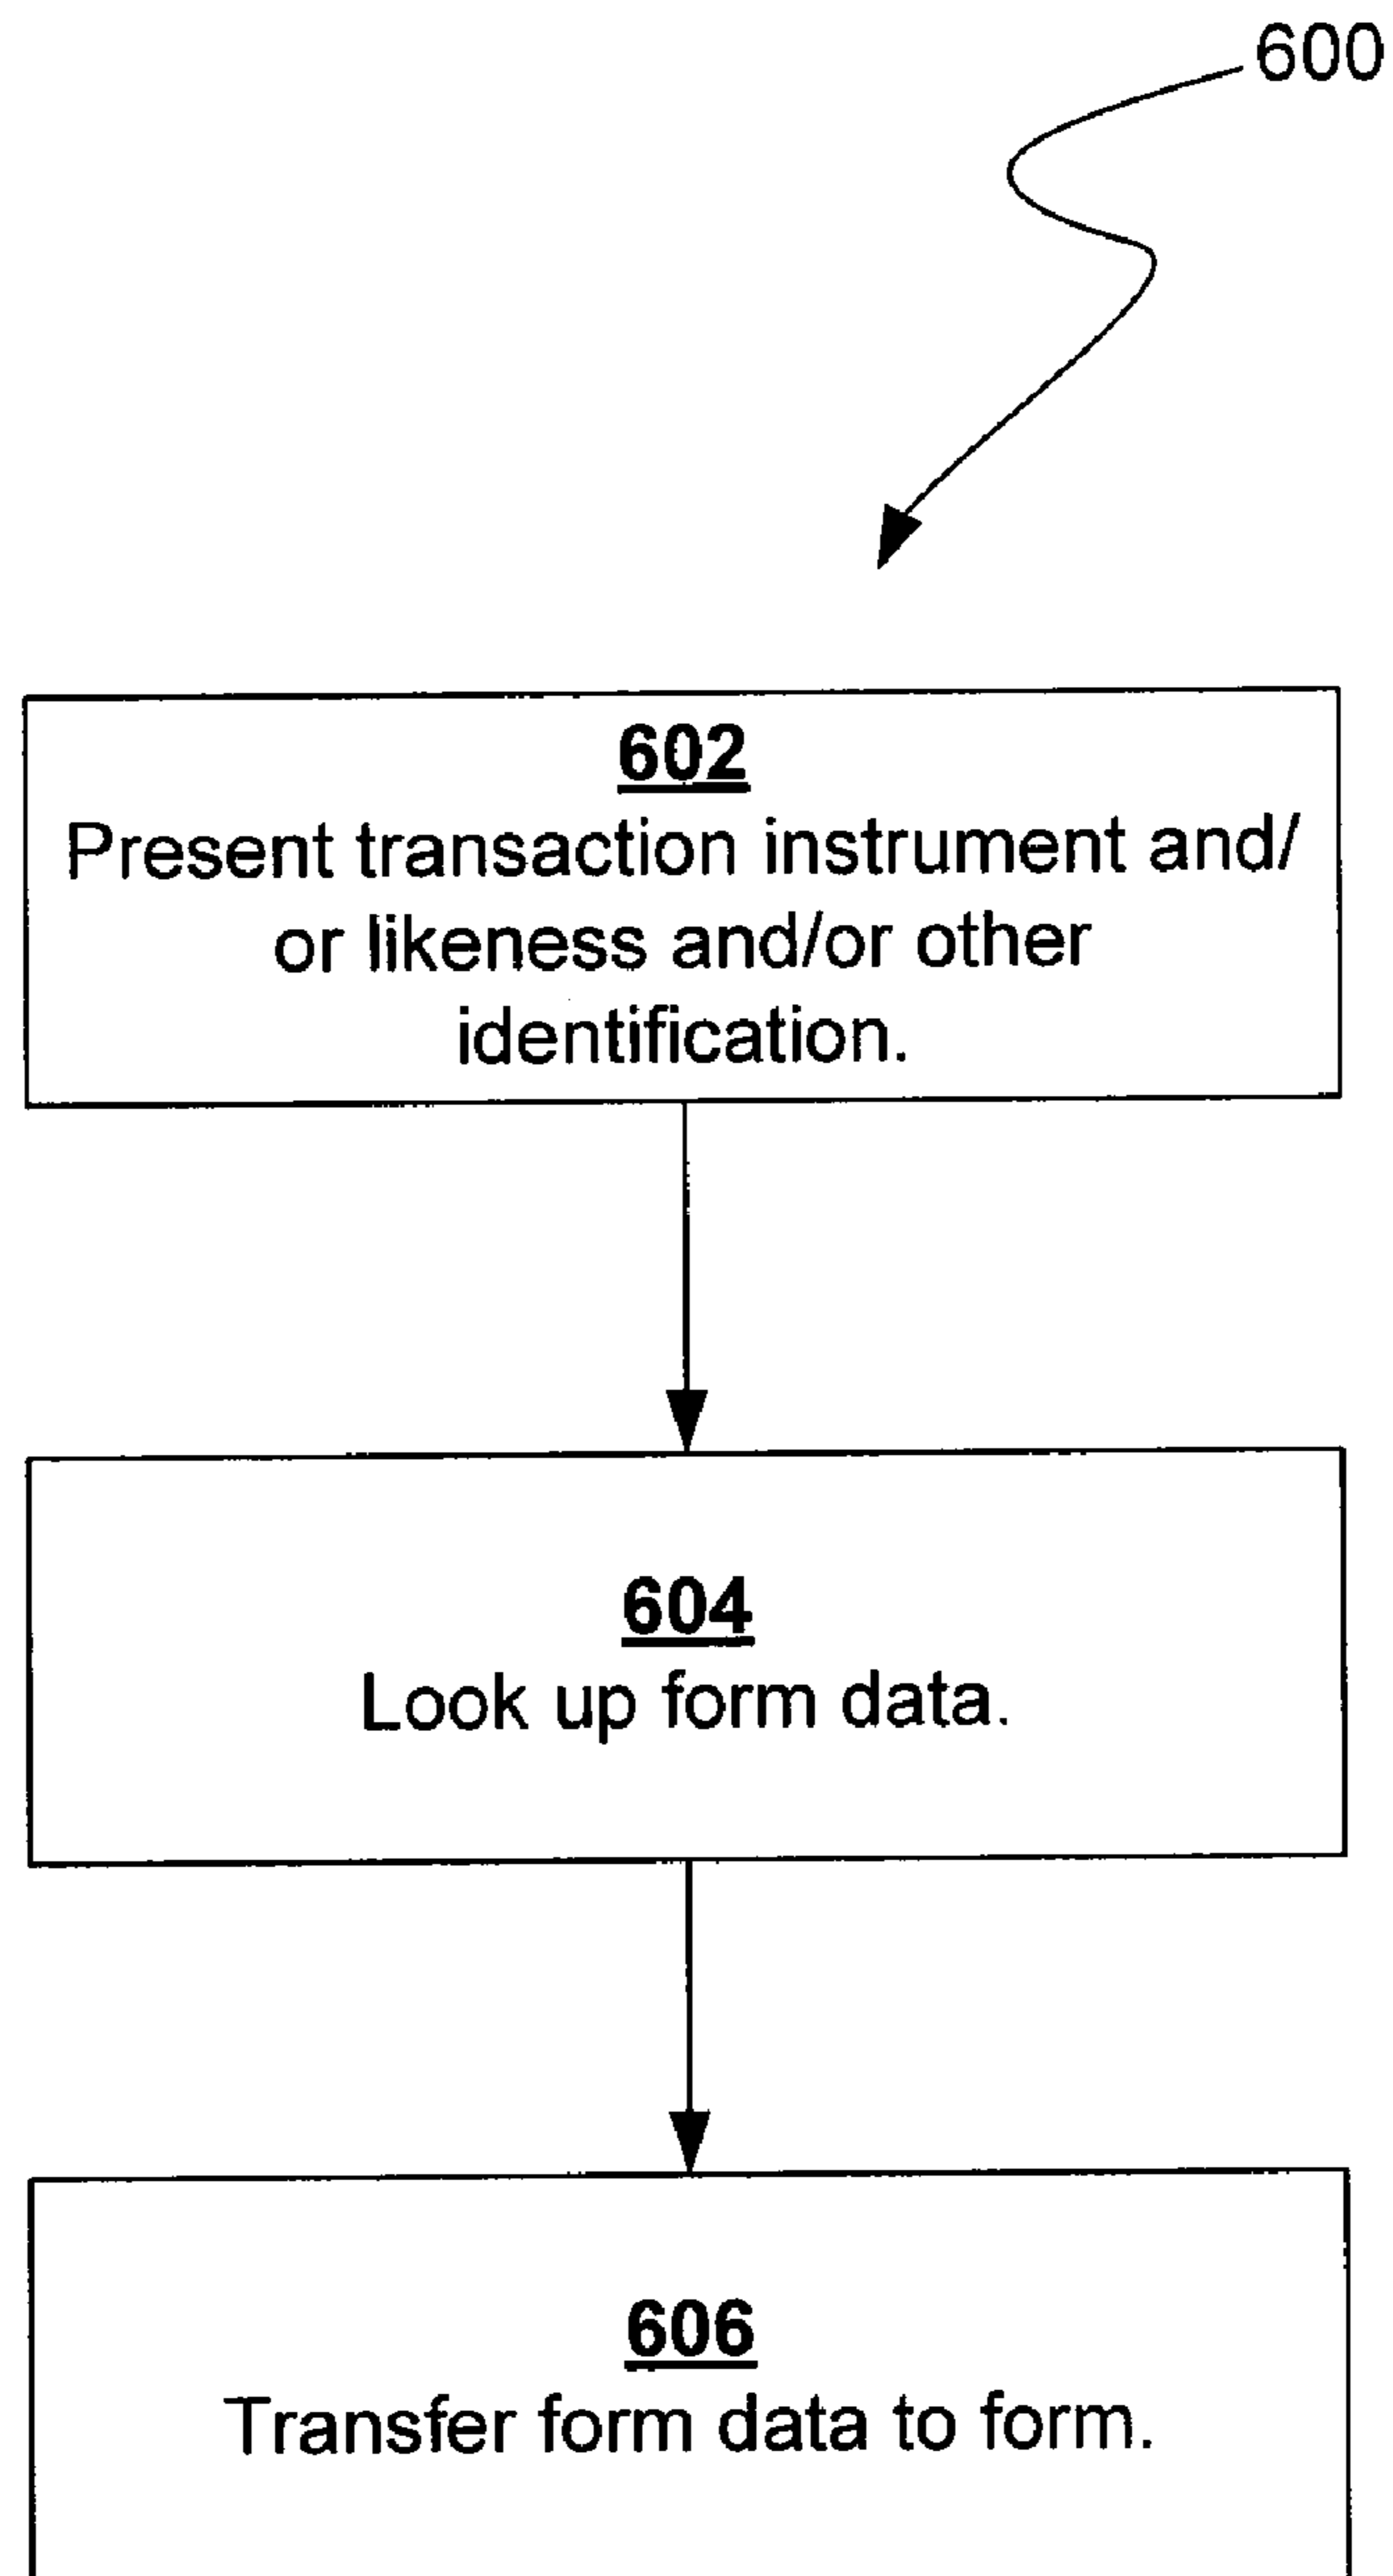 600
602
Present transaction instrument and/
or likeness and/or other
identification.
604
Look up form data.
606
Transfer form data to form.